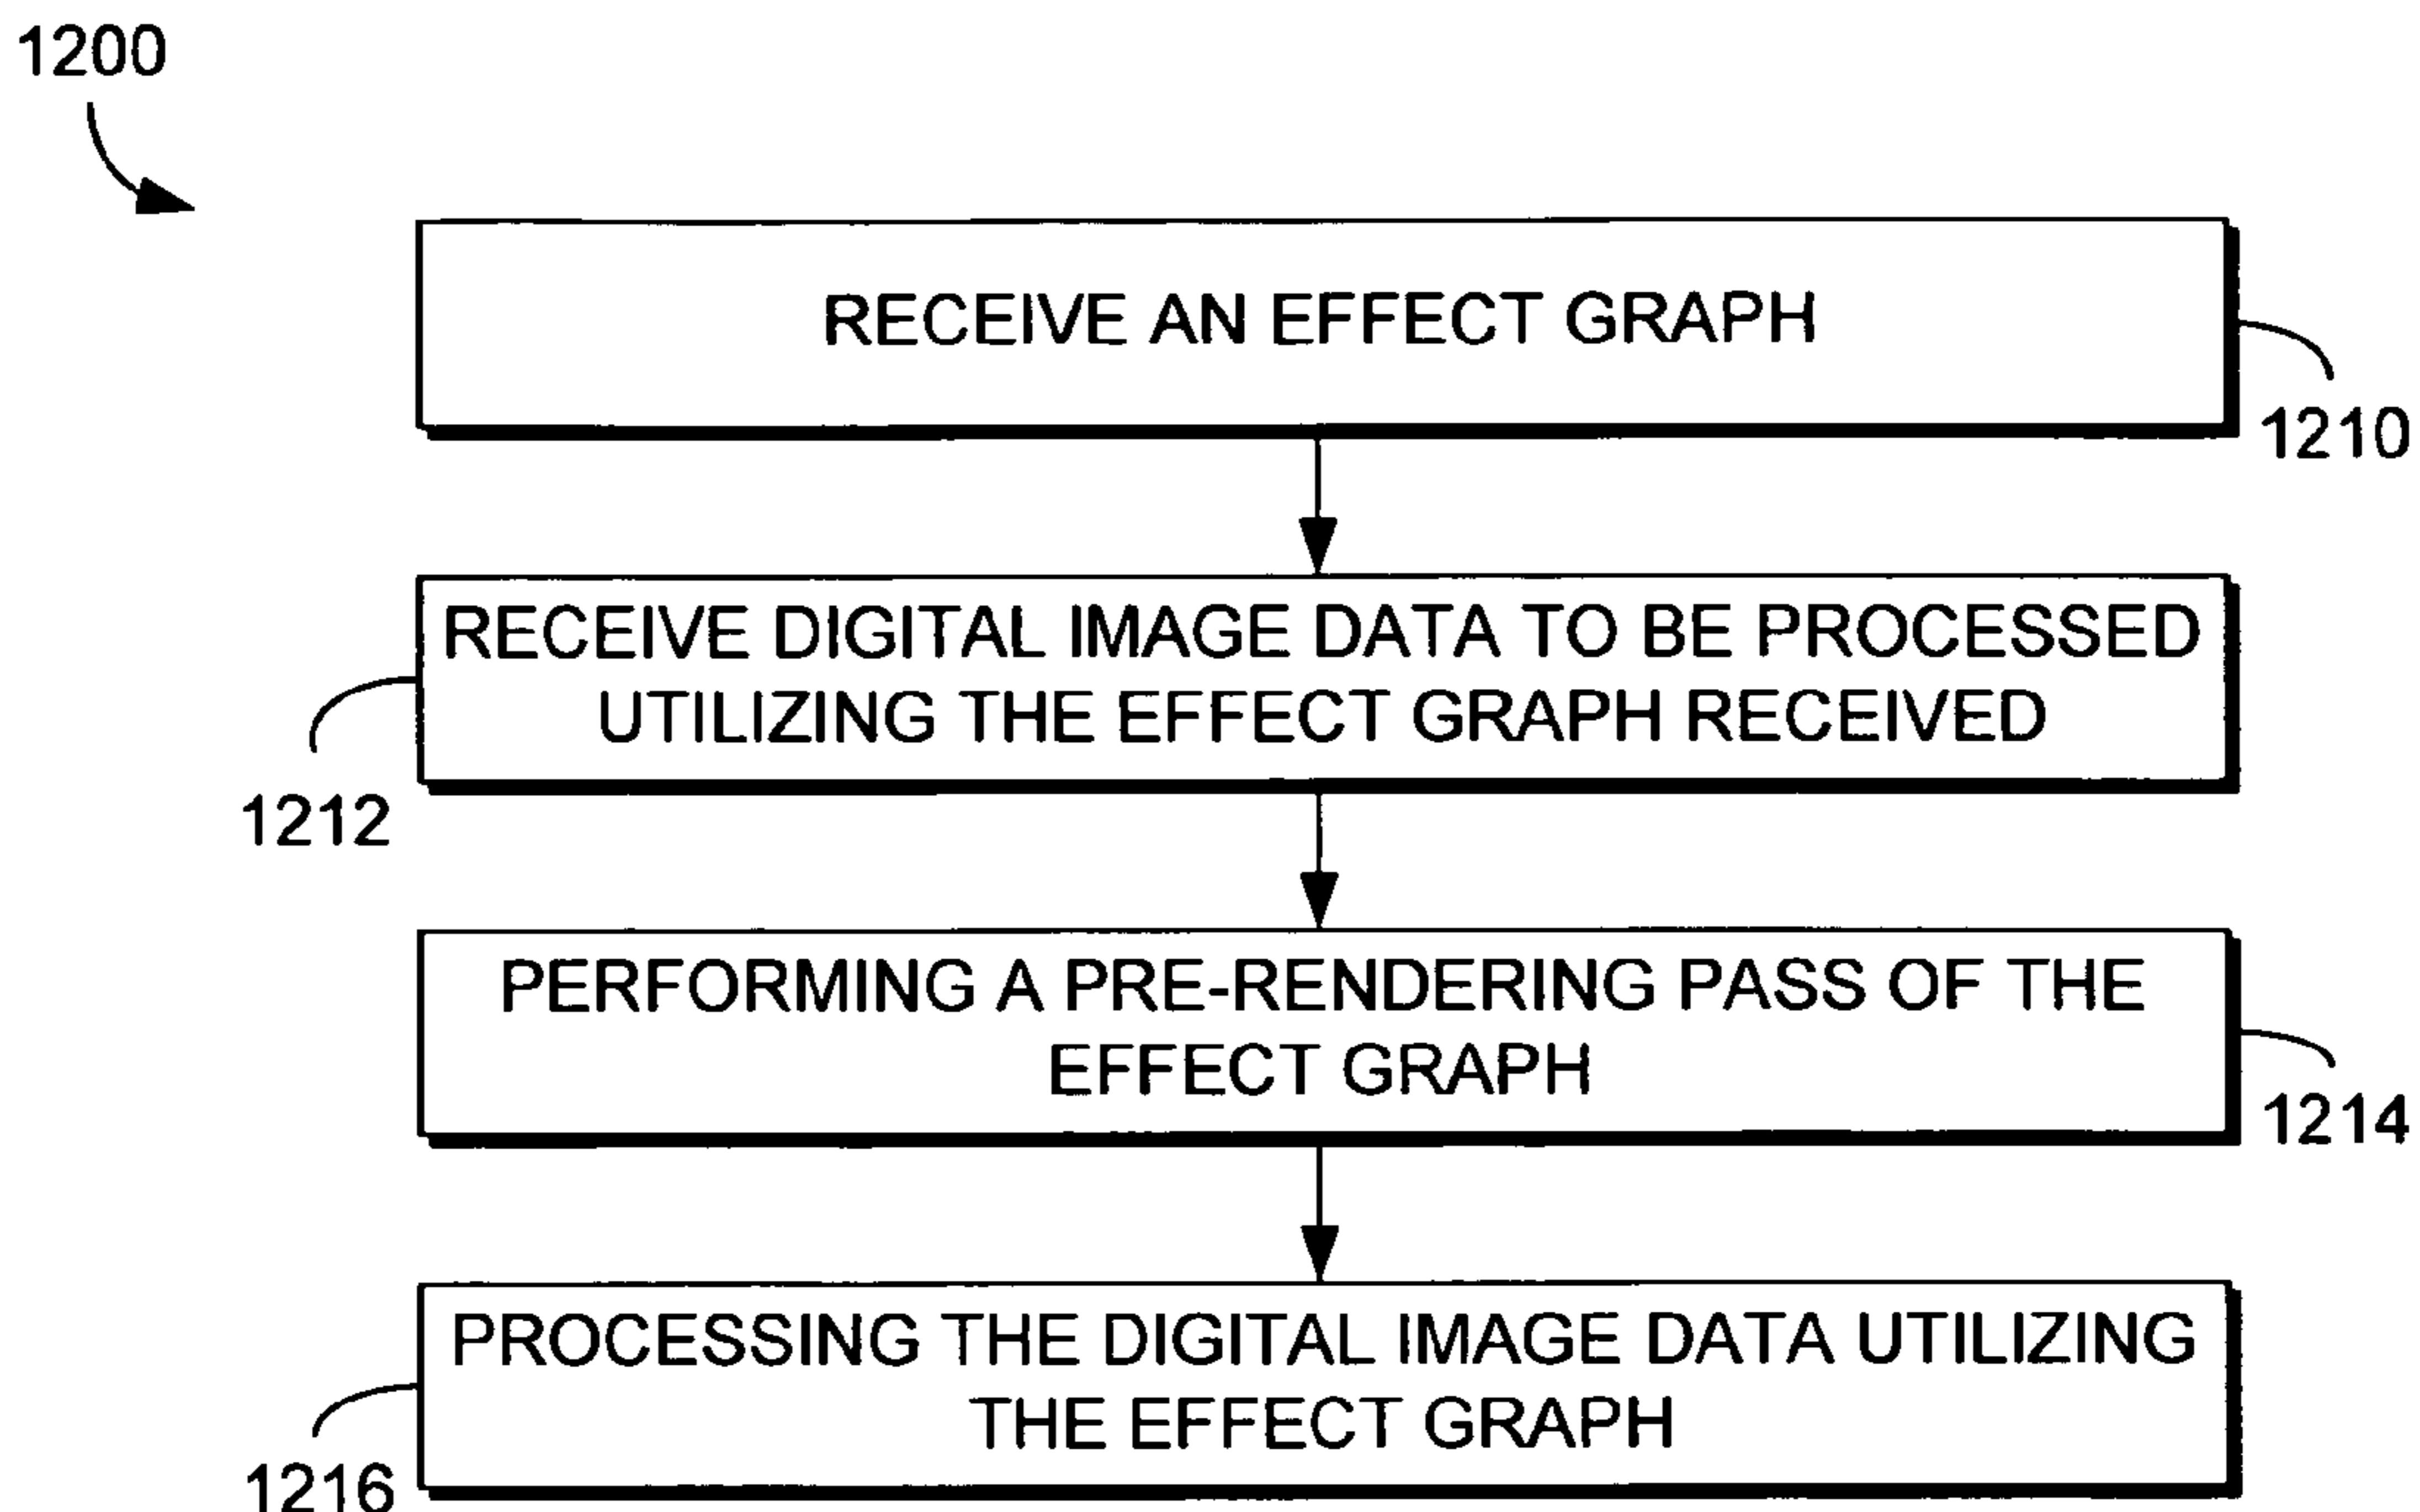 1200
RECEIVE AN EFFECT GRAPH
1210
RECEIVE DIGITAL IMAGE DATA TO BE PROCESSED
UTILIZING THE EFFECT GRAPH RECEIVED
1212
PERFORMING A PRE-RENDERING PASS OF THE
EFFECT GRAPH
1214
PROCESSING THE DIGITAL IMAGE DATA UTILIZING
THE EFFECT GRAPH
1216